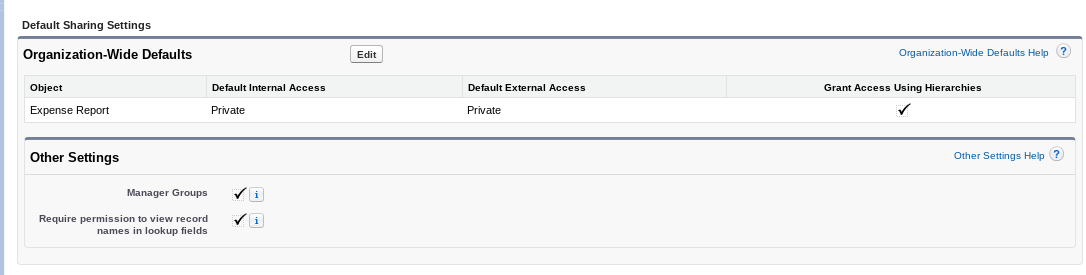 Default Sharing Settings
Organization-Wide Defaults Edit Organization-Wide Defaults Help ?
Object Default Internal Access Default External Access Grant Access Using Hierarchies
Expense Report Private Private
Other Settings Other Settings Help ?
Manager Groups i
Require permission to view record i
names in lookup fields